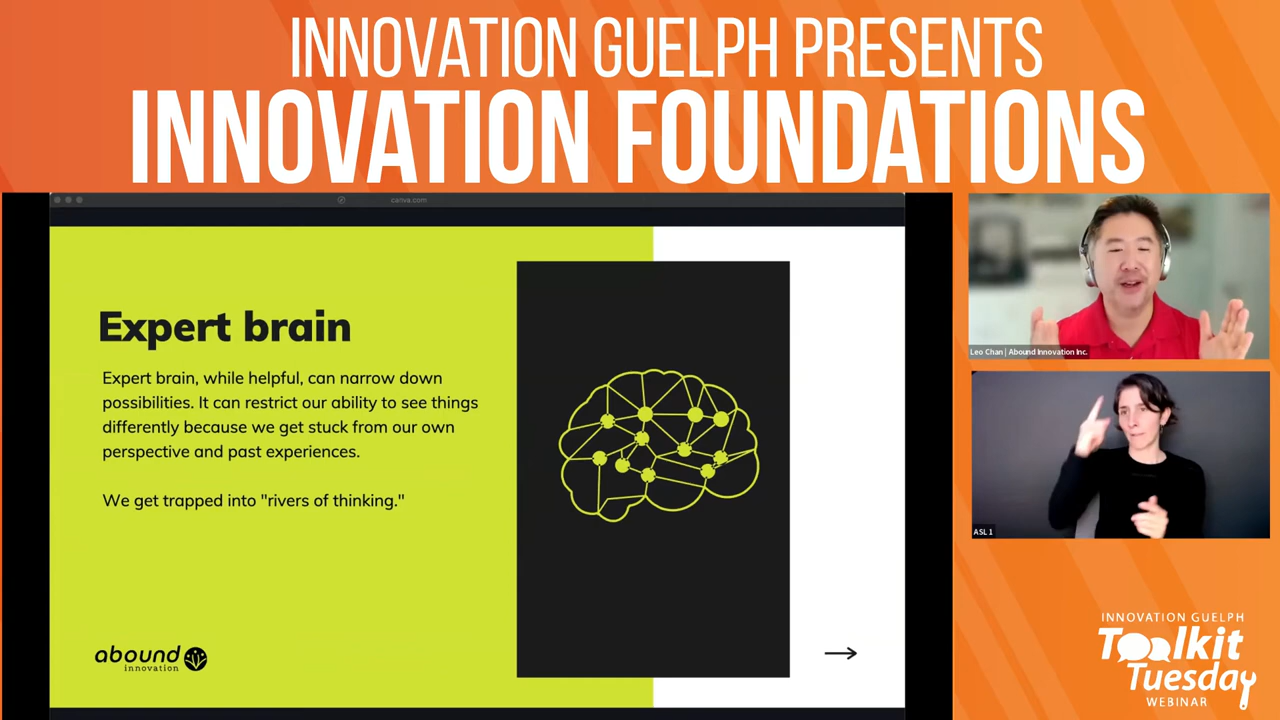 INNOVATION GUELPH PRESENTS
INNOVATION FOUNDATIONS
canva.com
Expert brain
Expert brain, while helpful, can narrow down
possibilities. It can restrict our ability to see things
differently because we get stuck from our own
perspective and past experiences.
We get trapped into "rivers of thinking."
abound
innovation
Leo Chan | Abound Innovation Inc.
ASL 1
INNOVATION GUELPH
Toolkit
Tuesday
WEBINAR